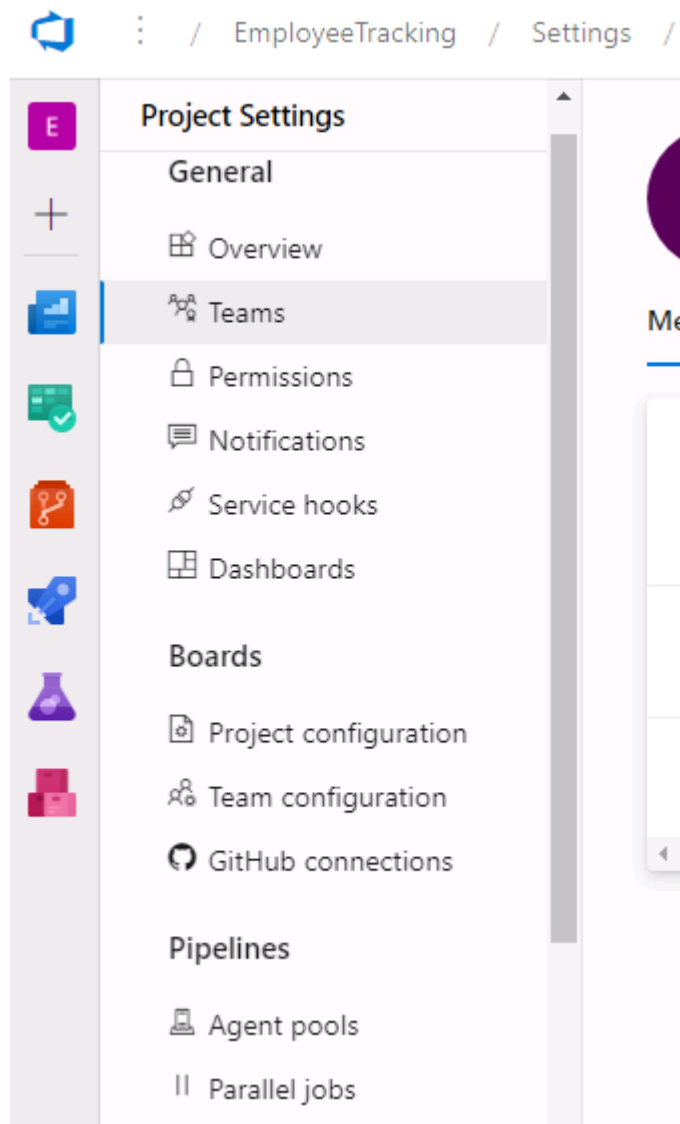 / EmployeeTracking / Settings /
E
Project Settings
General
Overview
Teams
Permissions
Notifications
Service hooks
Dashboards
Boards
Project configuration
Team configuration
GitHub connections
Pipelines
Agent pools
Parallel jobs
Me